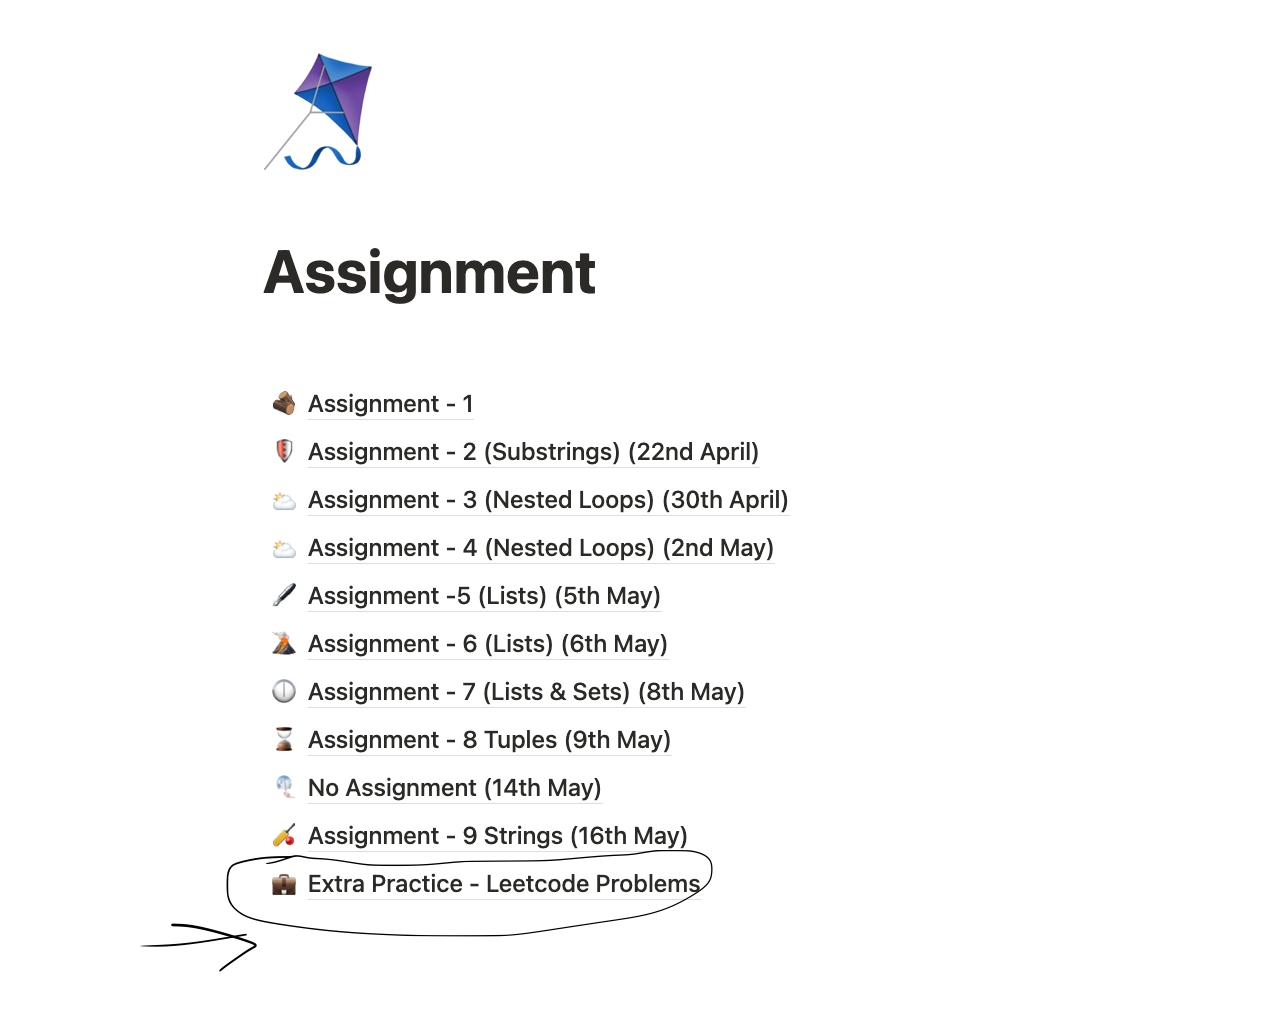 Assignment
Assignment - 1
Assignment - 2 (Substrings) (22nd April)
Assignment - 3 (Nested Loops) (30th April)
Assignment - 4 (Nested Loops) (2nd May)
Assignment -5 (Lists) (5th May)
Assignment - 6 (Lists) (6th May)
Assignment - 7 (Lists & Sets) (8th May)
Assignment - 8 Tuples (9th May)
No Assignment (14th May)
Assignment - 9 Strings (16th May)
Extra Practice - Leetcode Problems